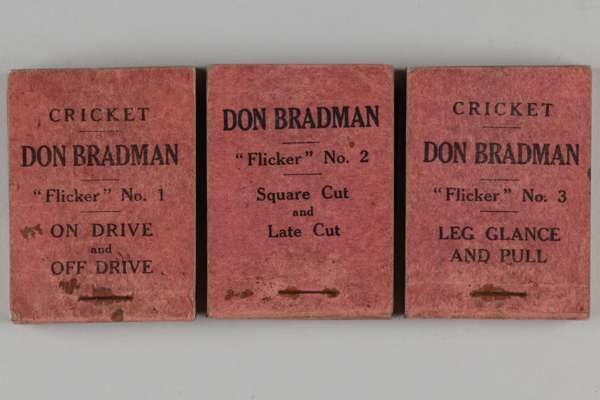 CRICKET
DON BRADMAN
"Flicker" No. 1
ON DRIVE
and
OFF DRIVE
DON BRADMAN
"Flicker" No. 2
Square Cut
and
Late Cut
CRICKET
DON BRADMAN
"Flicker" No. 3
LEG GLANCE
AND PULL